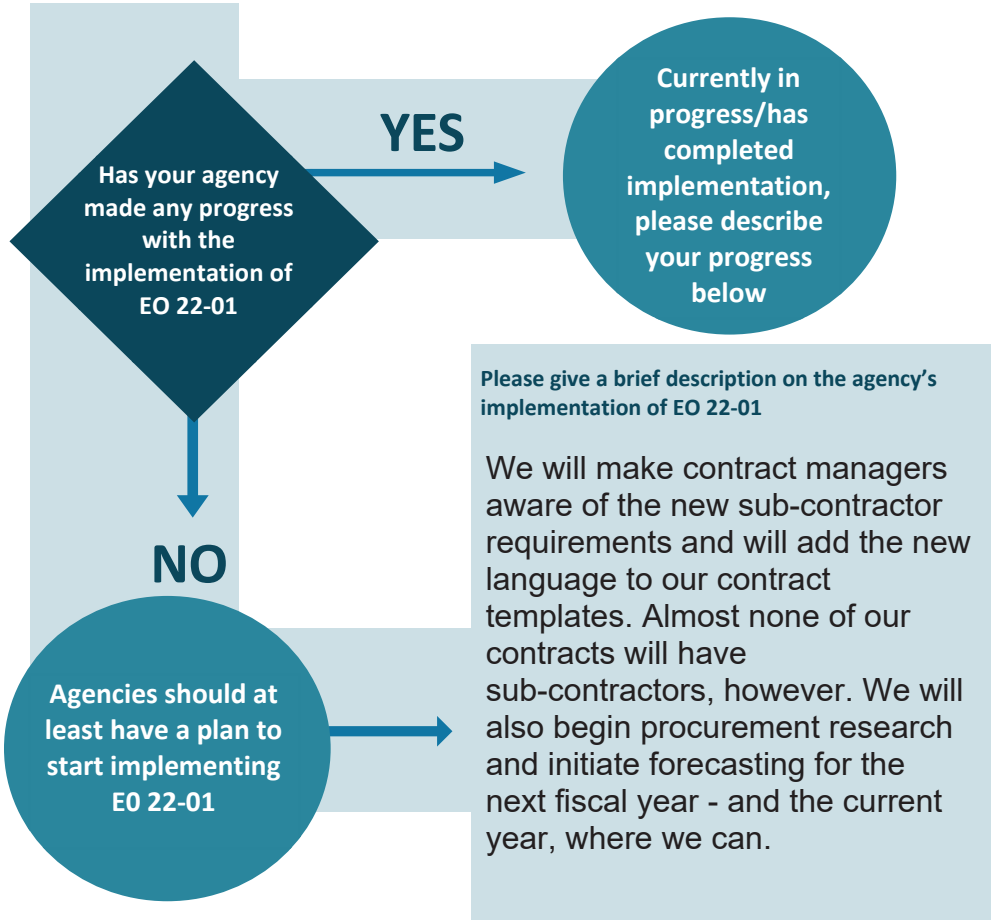 Has your agency
made any progress
with the
implementation of
EO 22-01
YES
Currently in
progress/has
completed
implementation,
please describe
your progress
below
NO
Agencies should at
least have a plan to
start implementing
E0 22-01
Please give a brief description on the agency’s
implementation of EO 22-01
We will make contract managers
aware of the new sub-contractor
requirements and will add the new
language to our contract
templates. Almost none of our
contracts will have
sub-contractors, however. We will
also begin procurement research
and initiate forecasting for the
next fiscal year - and the current
year, where we can.